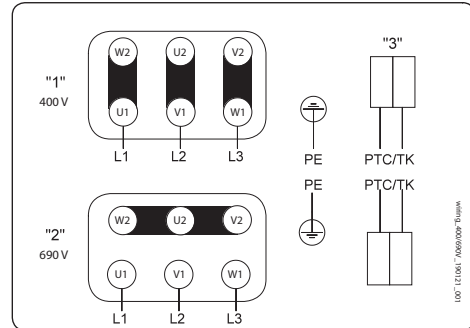 "1"
400 V
W2 U2 V2
U1 V1 W1
L1 L2 L3
"3"
PE PTC/TK
PE PTC/TK
"2"
690 V
W2 U2 V2
U1 V1 W1
L1 L2 L3
wiring_400/690V_190121_001